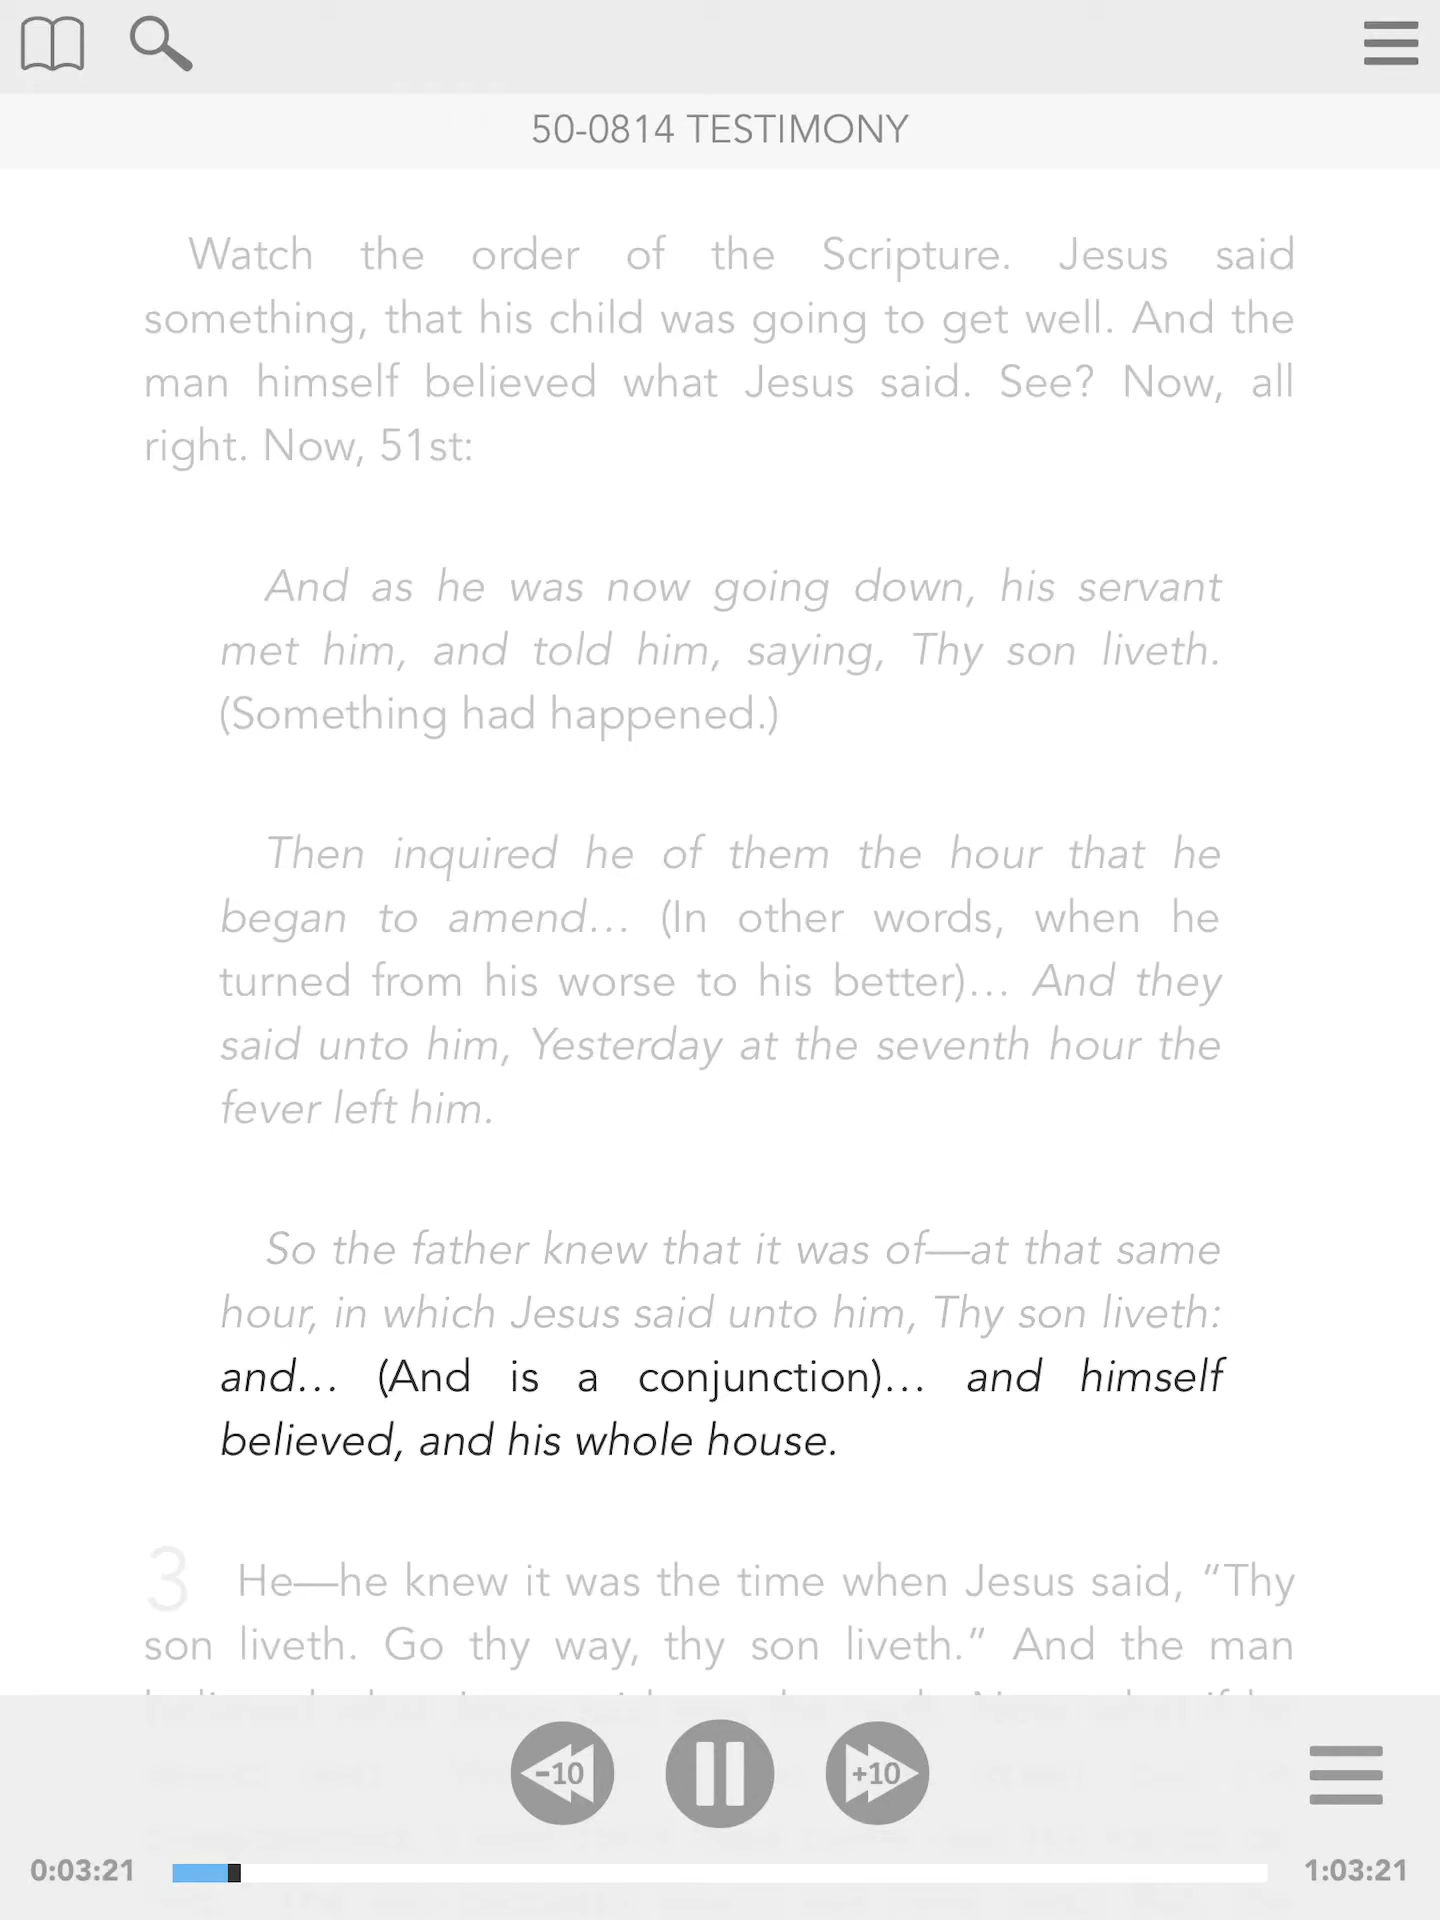 50-0814 TESTIMONY
Watch the order of the Scripture. Jesus said
something, that his child was going to get well. And the
man himself believed what Jesus said. See? Now, all
right. Now, 51st:
And as he was now going down, his servant
met him, and told him, saying, Thy son liveth.
(Something had happened.)
Then inquired he of them the hour that he
began to amend… (In other words, when he
turned from his worse to his better)… And they
said unto him, Yesterday at the seventh hour the
fever left him.
So the father knew that it was of—at that same
hour, in which Jesus said unto him, Thy son liveth:
and… (And is a conjunction)… and himself
believed, and his whole house.
3 He—he knew it was the time when Jesus said, “Thy
son liveth. Go thy way, thy son liveth.” And the man
-10 +10
0:03:21 1:03:21